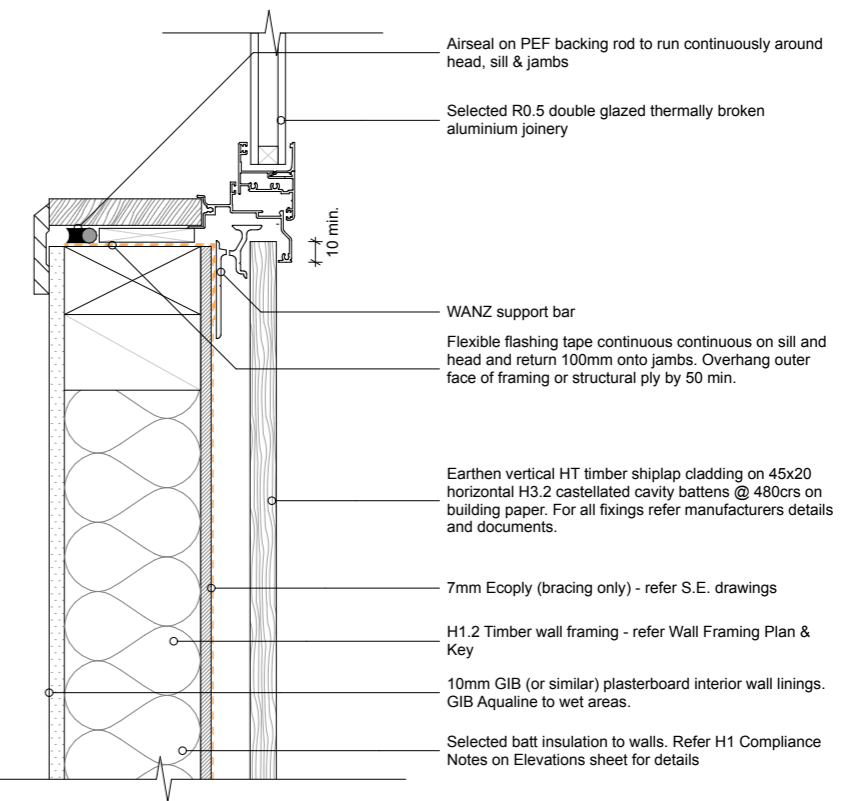 Airseal on PEF backing rod to run continuously around
head, sill & jambs
Selected R0.5 double glazed thermally broken
aluminium joinery
10 min.
WANZ support bar
Flexible flashing tape continuous continuous on sill and
head and return 100mm onto jambs. Overhang outer
face of framing or structural ply by 50 min.
Earthen vertical HT timber shiplap cladding on 45x20
horizontal H3.2 castellated cavity battens @ 480crs on
building paper. For all fixings refer manufacturers details
and documents.
7mm Ecoply (bracing only) - refer S.E. drawings
H1.2 Timber wall framing - refer Wall Framing Plan &
Key
10mm GIB (or similar) plasterboard interior wall linings.
GIB Aqualine to wet areas.
Selected batt insulation to walls. Refer H1 Compliance
Notes on Elevations sheet for details